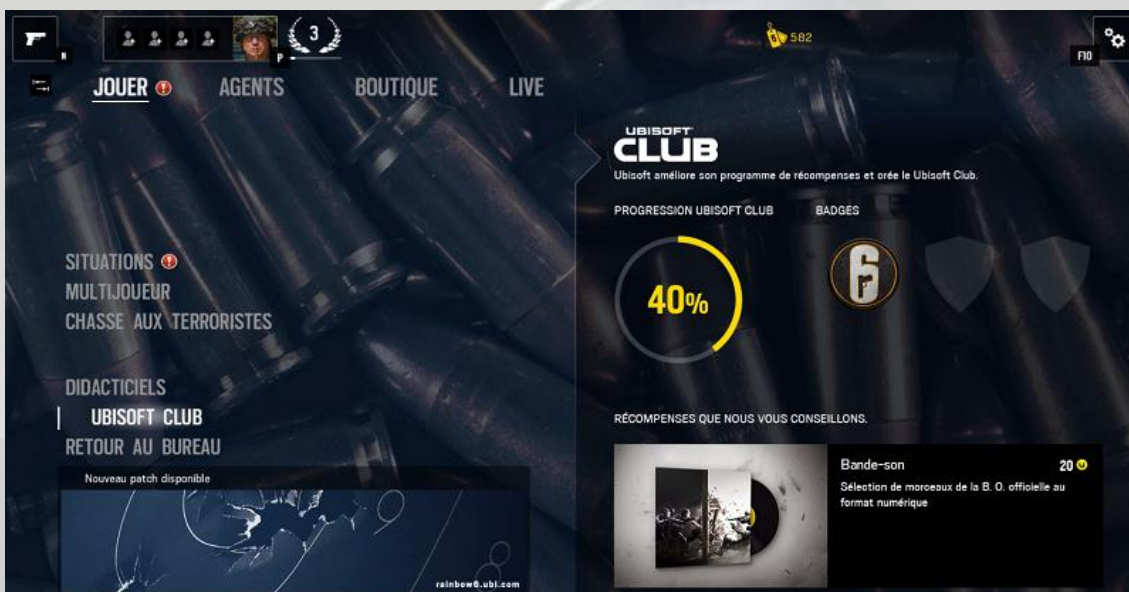 3
582
N
P
F10
JOUER
AGENTS
BOUTIQUE
LIVE
SITUATIONS
MULTIJOUEUR
CHASSE AUX TERRORISTES
DIDACTICIELS
UBISOFT CLUB
RETOUR AU BUREAU
Nouveau patch disponible
rainbow6.ubi.com
UBISOFT
CLUB
Ubisoft améliore son programme de récompenses et crée le Ubisoft Club.
PROGRESSION UBISOFT CLUB
BADGES
40%
6
RÉCOMPENSES QUE NOUS VOUS CONSEILLONS.
Bande-son
20
Sélection de morceaux de la B. O. officielle au
format numérique